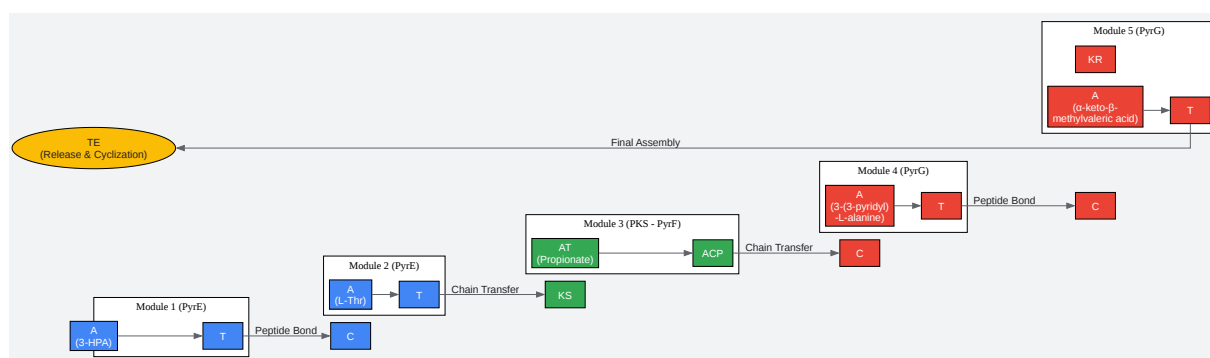 Module 5 (PyrG)
KR
A
(α-keto-β-
methylvaleric acid)
T
TE
(Release & Cyclization)
Final Assembly
Module 4 (PyrG)
A
(3-(3-pyridyl)
-L-alanine)
T
Peptide Bond
C
Module 3 (PKS - PyrF)
AT
(Propionate)
ACP
Chain Transfer
C
Module 2 (PyrE)
A
(L-Thr)
T
Chain Transfer
KS
Module 1 (PyrE)
A
(3-HPA)
T
Peptide Bond
C